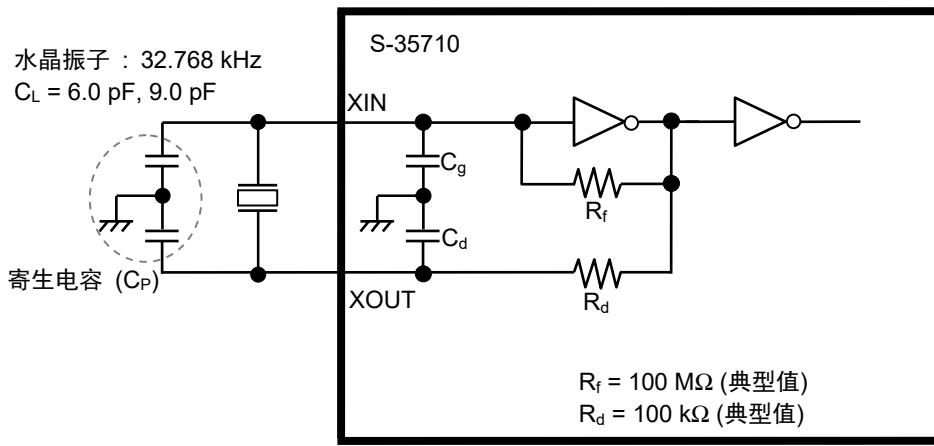 S-35710
水晶振子 : 32.768 kHz
CL = 6.0 pF, 9.0 pF
XIN
Cg
Rf
Cd
寄生电容 (CP)
XOUT
Rd
Rf = 100 MΩ (典型值)
Rd = 100 kΩ (典型值)